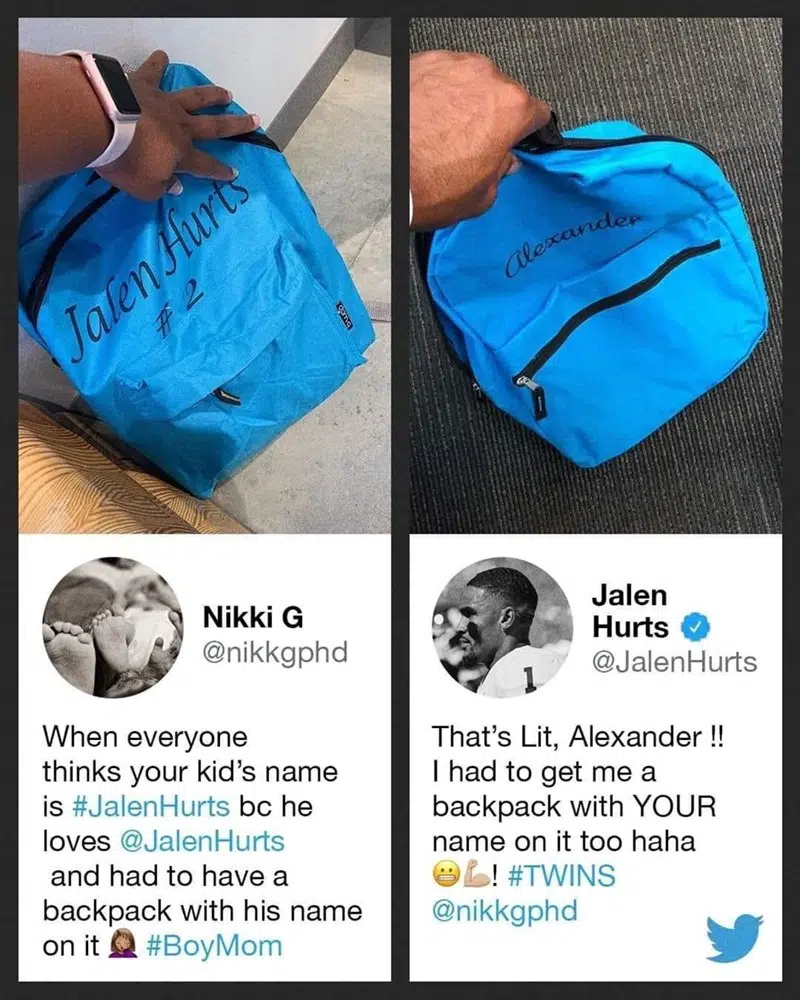 Jalen Hurts
# 2
Alexander
Nikki G
@nikkgphd
When everyone
thinks your kid's name
is #JalenHurts bc he
loves @JalenHurts
and had to have a
backpack with his name
on it 🤦🏽‍♀️ #BoyMom
Jalen
Hurts
@JalenHurts
1
That's Lit, Alexander !!
I had to get me a
backpack with YOUR
name on it too haha
😬💪🏼! #TWINS
@nikkgphd